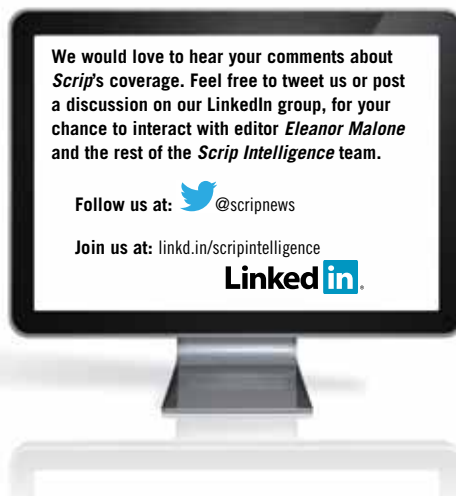 We would love to hear your comments about
Scrip's coverage. Feel free to tweet us or post
a discussion on our LinkedIn group, for your
chance to interact with editor Eleanor Malone
and the rest of the Scrip Intelligence team.
Follow us at: @scripnews
Join us at: linkd.in/scripintelligence
Linked in.